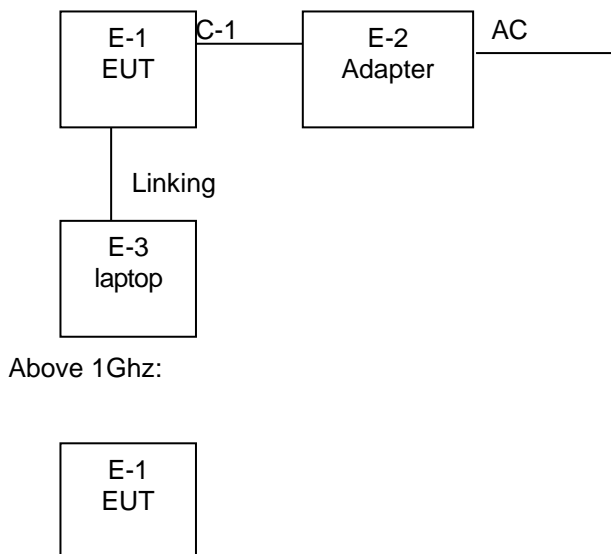 E-1
EUT
C-1
E-2
Adapter
AC
Linking
E-3
laptop
Above 1Ghz:
E-1
EUT